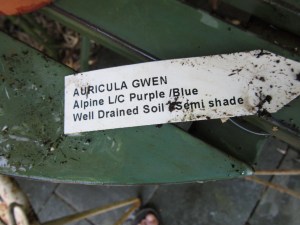 AURICULA GWEN
Alpine L/C Purple /Blue
Well Drained Soil Semi shade